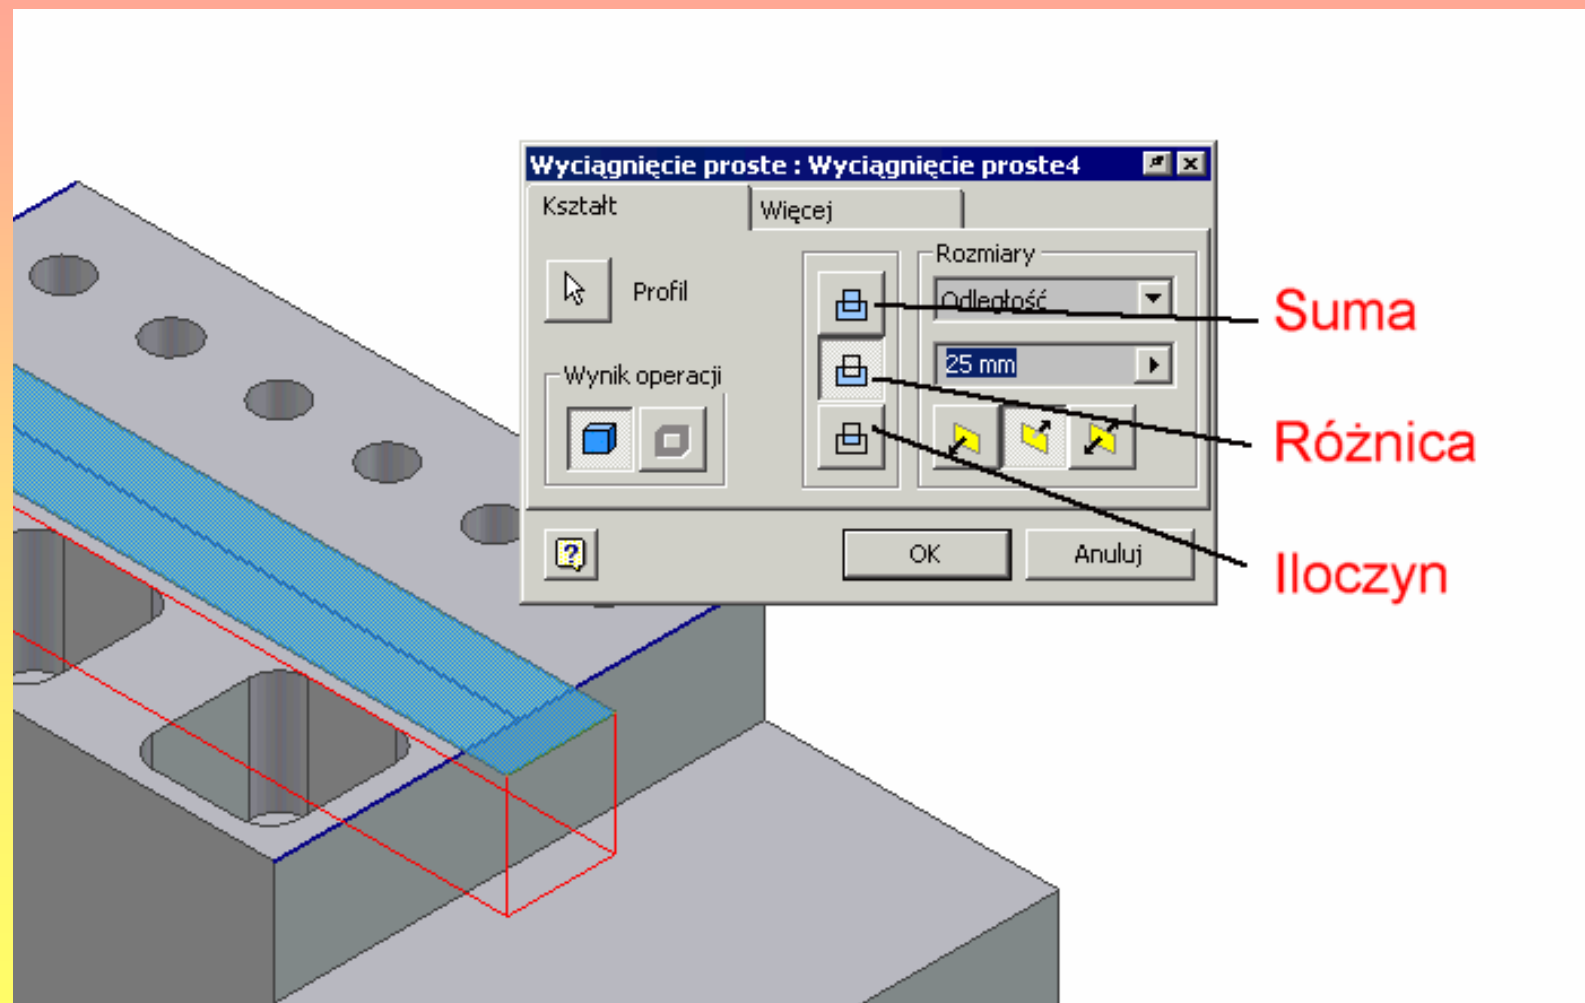 Wyciągnięcie proste : Wyciągnięcie proste4
Kształt
Więcej
Profil
Wynik operacji
Rozmiary
Odległość
25 mm
OK
Anuluj
Suma
Różnica
Iloczyn